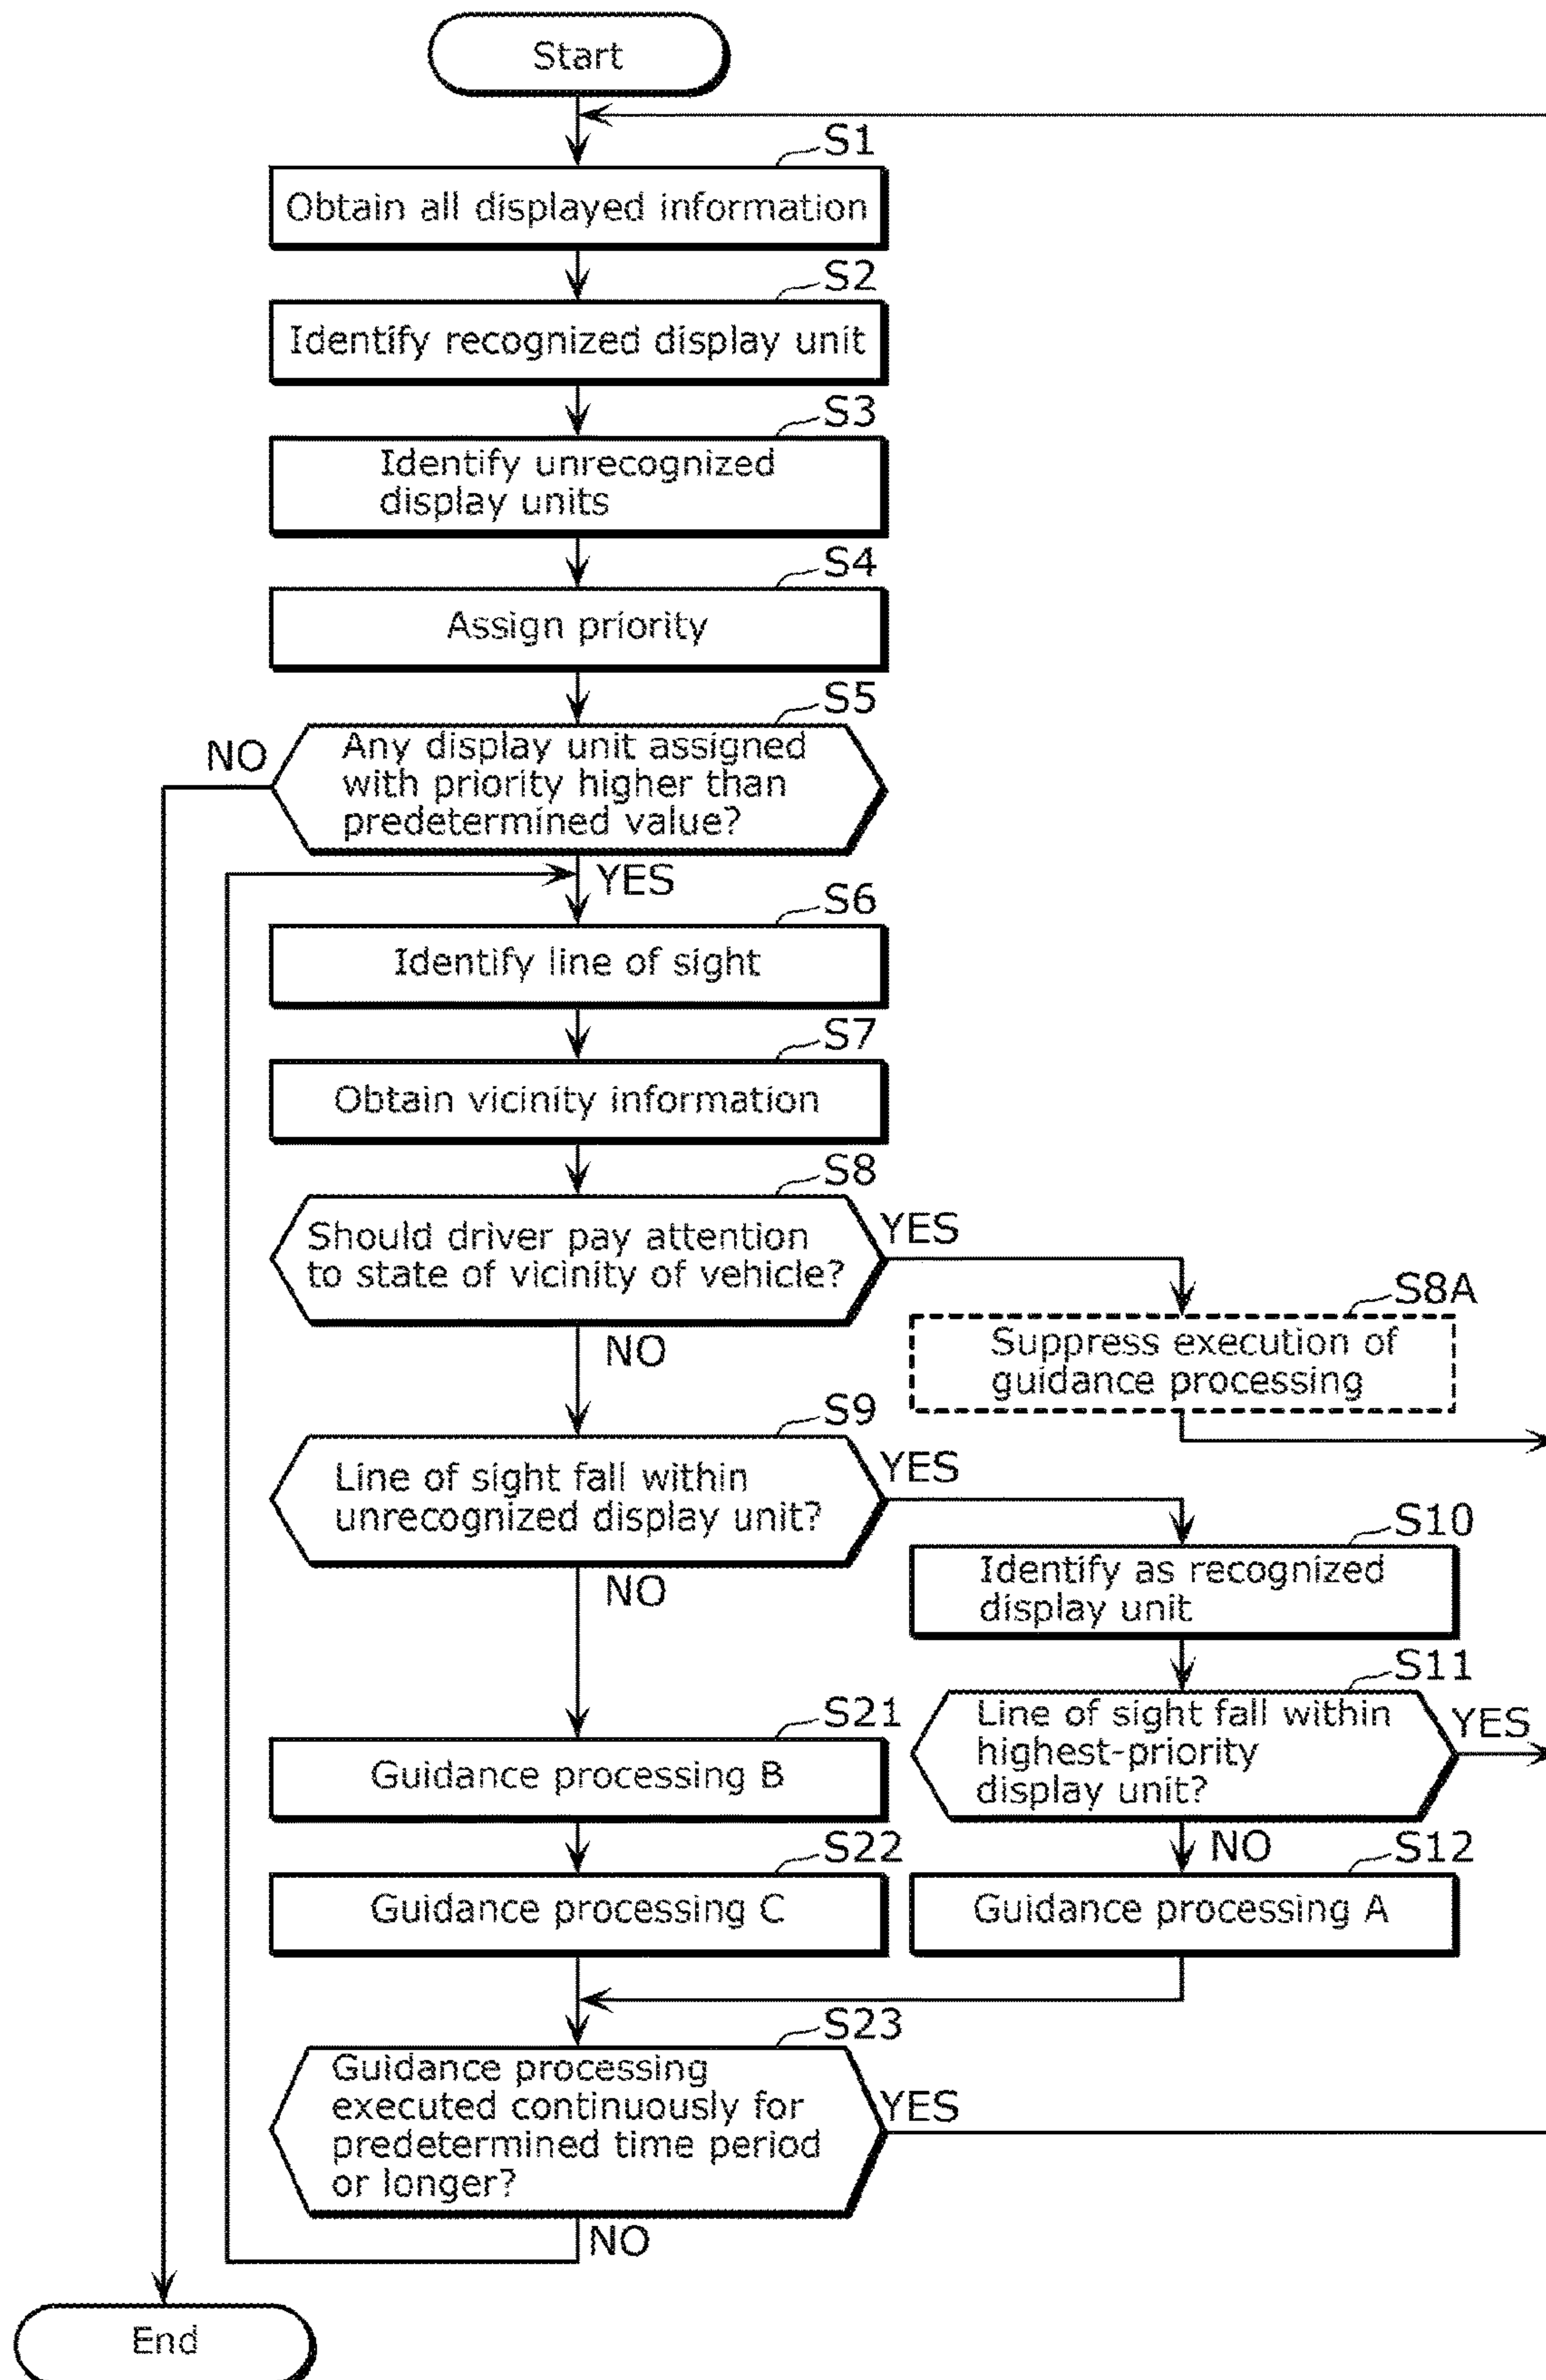 Start
S1
Obtain all displayed information
S2
Identify recognized display unit
S3
Identify unrecognized
display units
S4
Assign priority
S5
NO
Any display unit assigned
with priority higher than
predetermined value?
YES
S6
Identify line of sight
S7
Obtain vicinity information
S8
Should driver pay attention
to state of vicinity of vehicle?
YES
S8A
Suppress execution of
guidance processing
NO
S9
Line of sight fall within
unrecognized display unit?
YES
S10
Identify as recognized
display unit
NO
S11
Line of sight fall within
highest-priority
display unit?
YES
S21
Guidance processing B
NO
S12
Guidance processing A
S22
Guidance processing C
S23
Guidance processing
executed continuously for
predetermined time period
or longer?
YES
NO
End